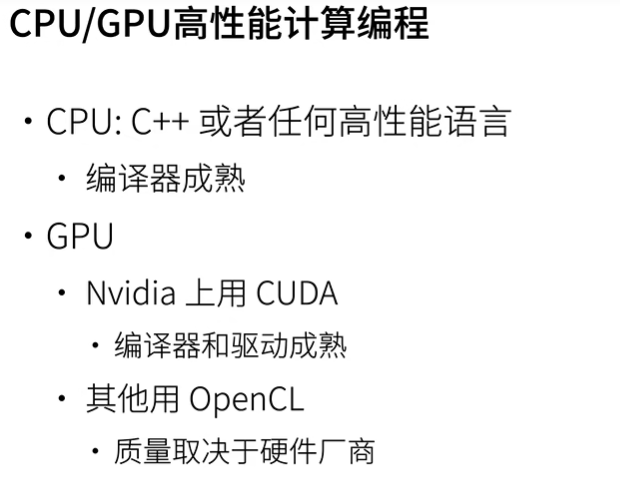 CPU/GPU高性能计算编程
• CPU: C++ 或者任何高性能语言
• 编译器成熟
• GPU
• Nvidia 上用 CUDA
• 编译器和驱动成熟
• 其他用 OpenCL
• 质量取决于硬件厂商